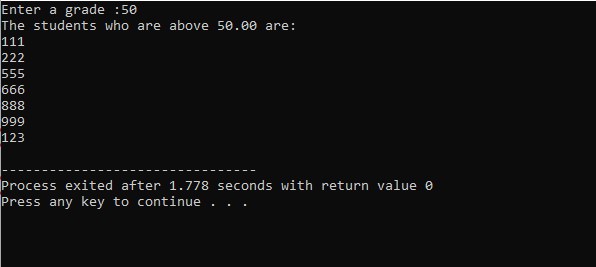 Enter a grade :50
The students who are above 50.00 are:
111
222
555
666
888
999
123
--------------------------------
Process exited after 1.778 seconds with return value 0
Press any key to continue . . .